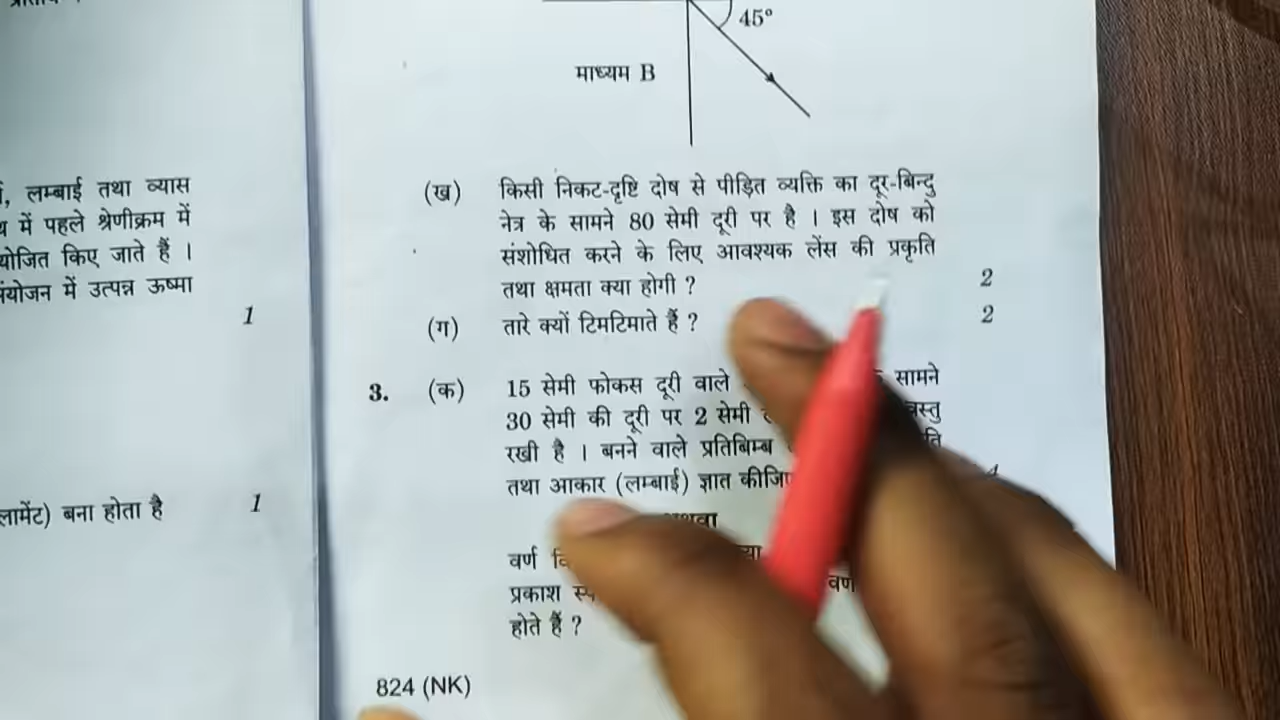 45°
माध्यम B
लम्बाई तथा व्यास
में पहले श्रेणीक्रम में
किए जाते हैं ।
में उत्पन्न ऊष्मा
1
बना होता है
1
(ख) किसी निकट-दृष्टि दोष से पीड़ित व्यक्ति का दूर-बिन्दु
नेत्र के सामने 80 सेमी दूरी पर है । इस दोष को
संशोधित करने के लिए आवश्यक लेंस की प्रकृति
तथा क्षमता क्या होगी ? 2
(ग) तारे क्यों टिमटिमाते हैं ? 2
3. (क) 15 सेमी फोकस दूरी वाले सामने
30 सेमी की दूरी पर 2 सेमी
रखी है । बनने वाले प्रतिबिम्ब
तथा आकार (लम्बाई) ज्ञात
वर्ण
प्रकाश
होते हैं ?
824 (NK)